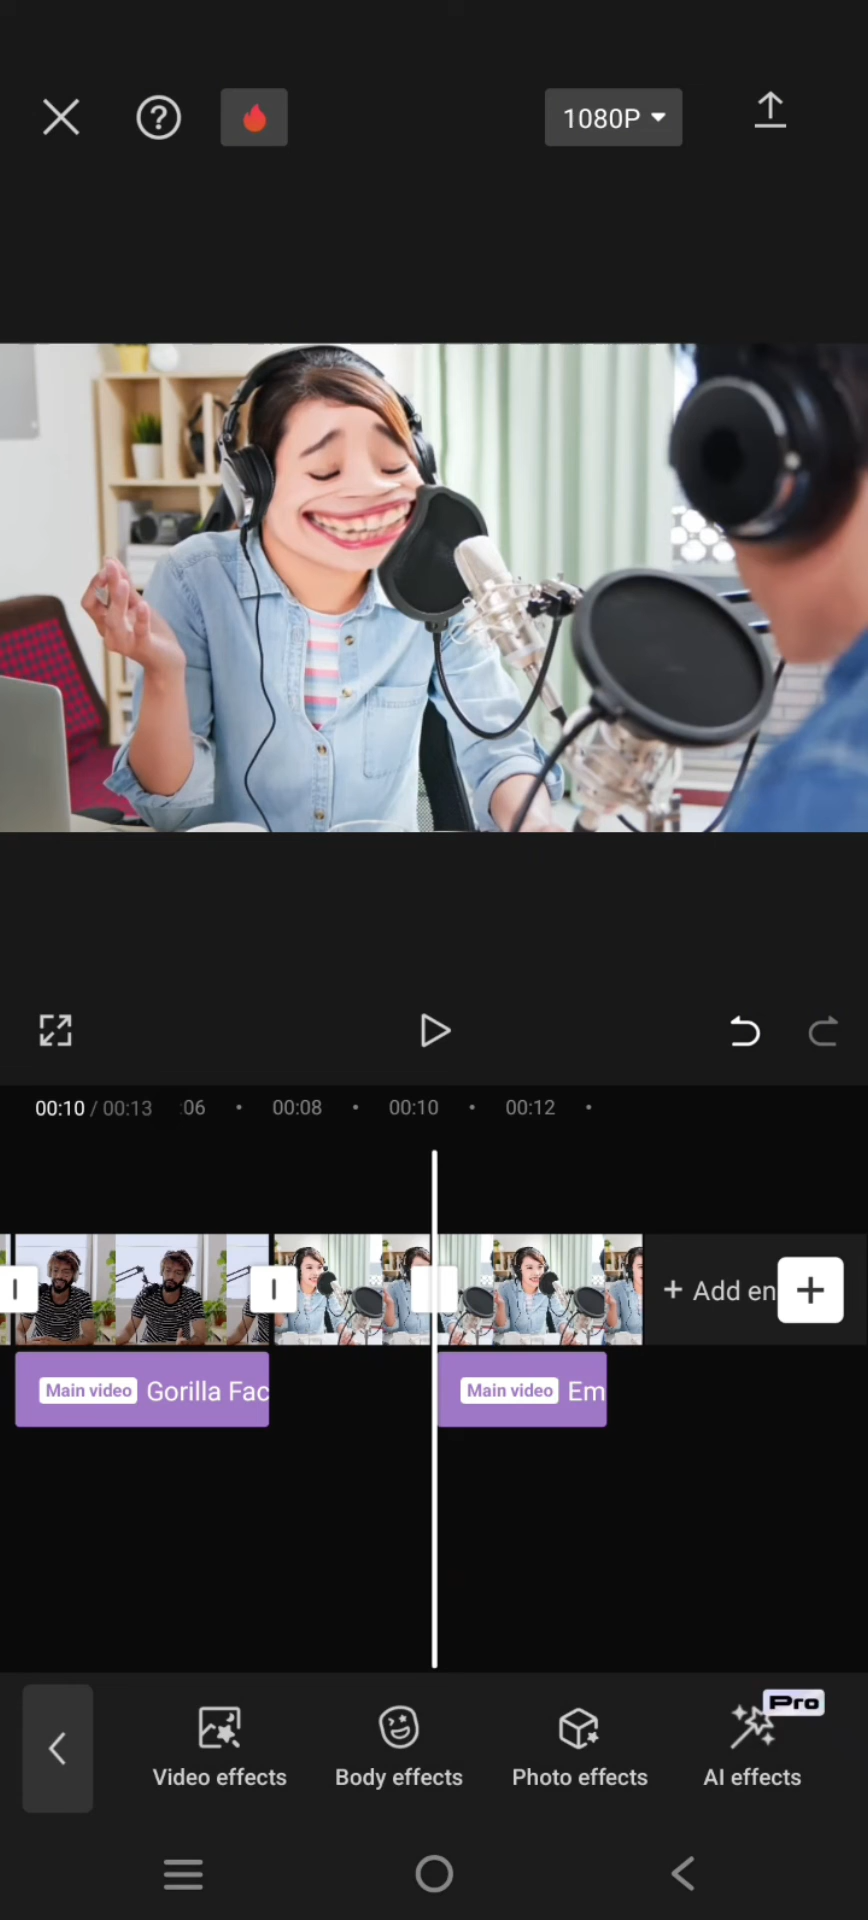 1080P
00:10 / 00:13 :06 00:08 00:10 00:12
+ Add en
Main video Gorilla Fac
Main video Em
Pro
Video effects Body effects Photo effects AI effects